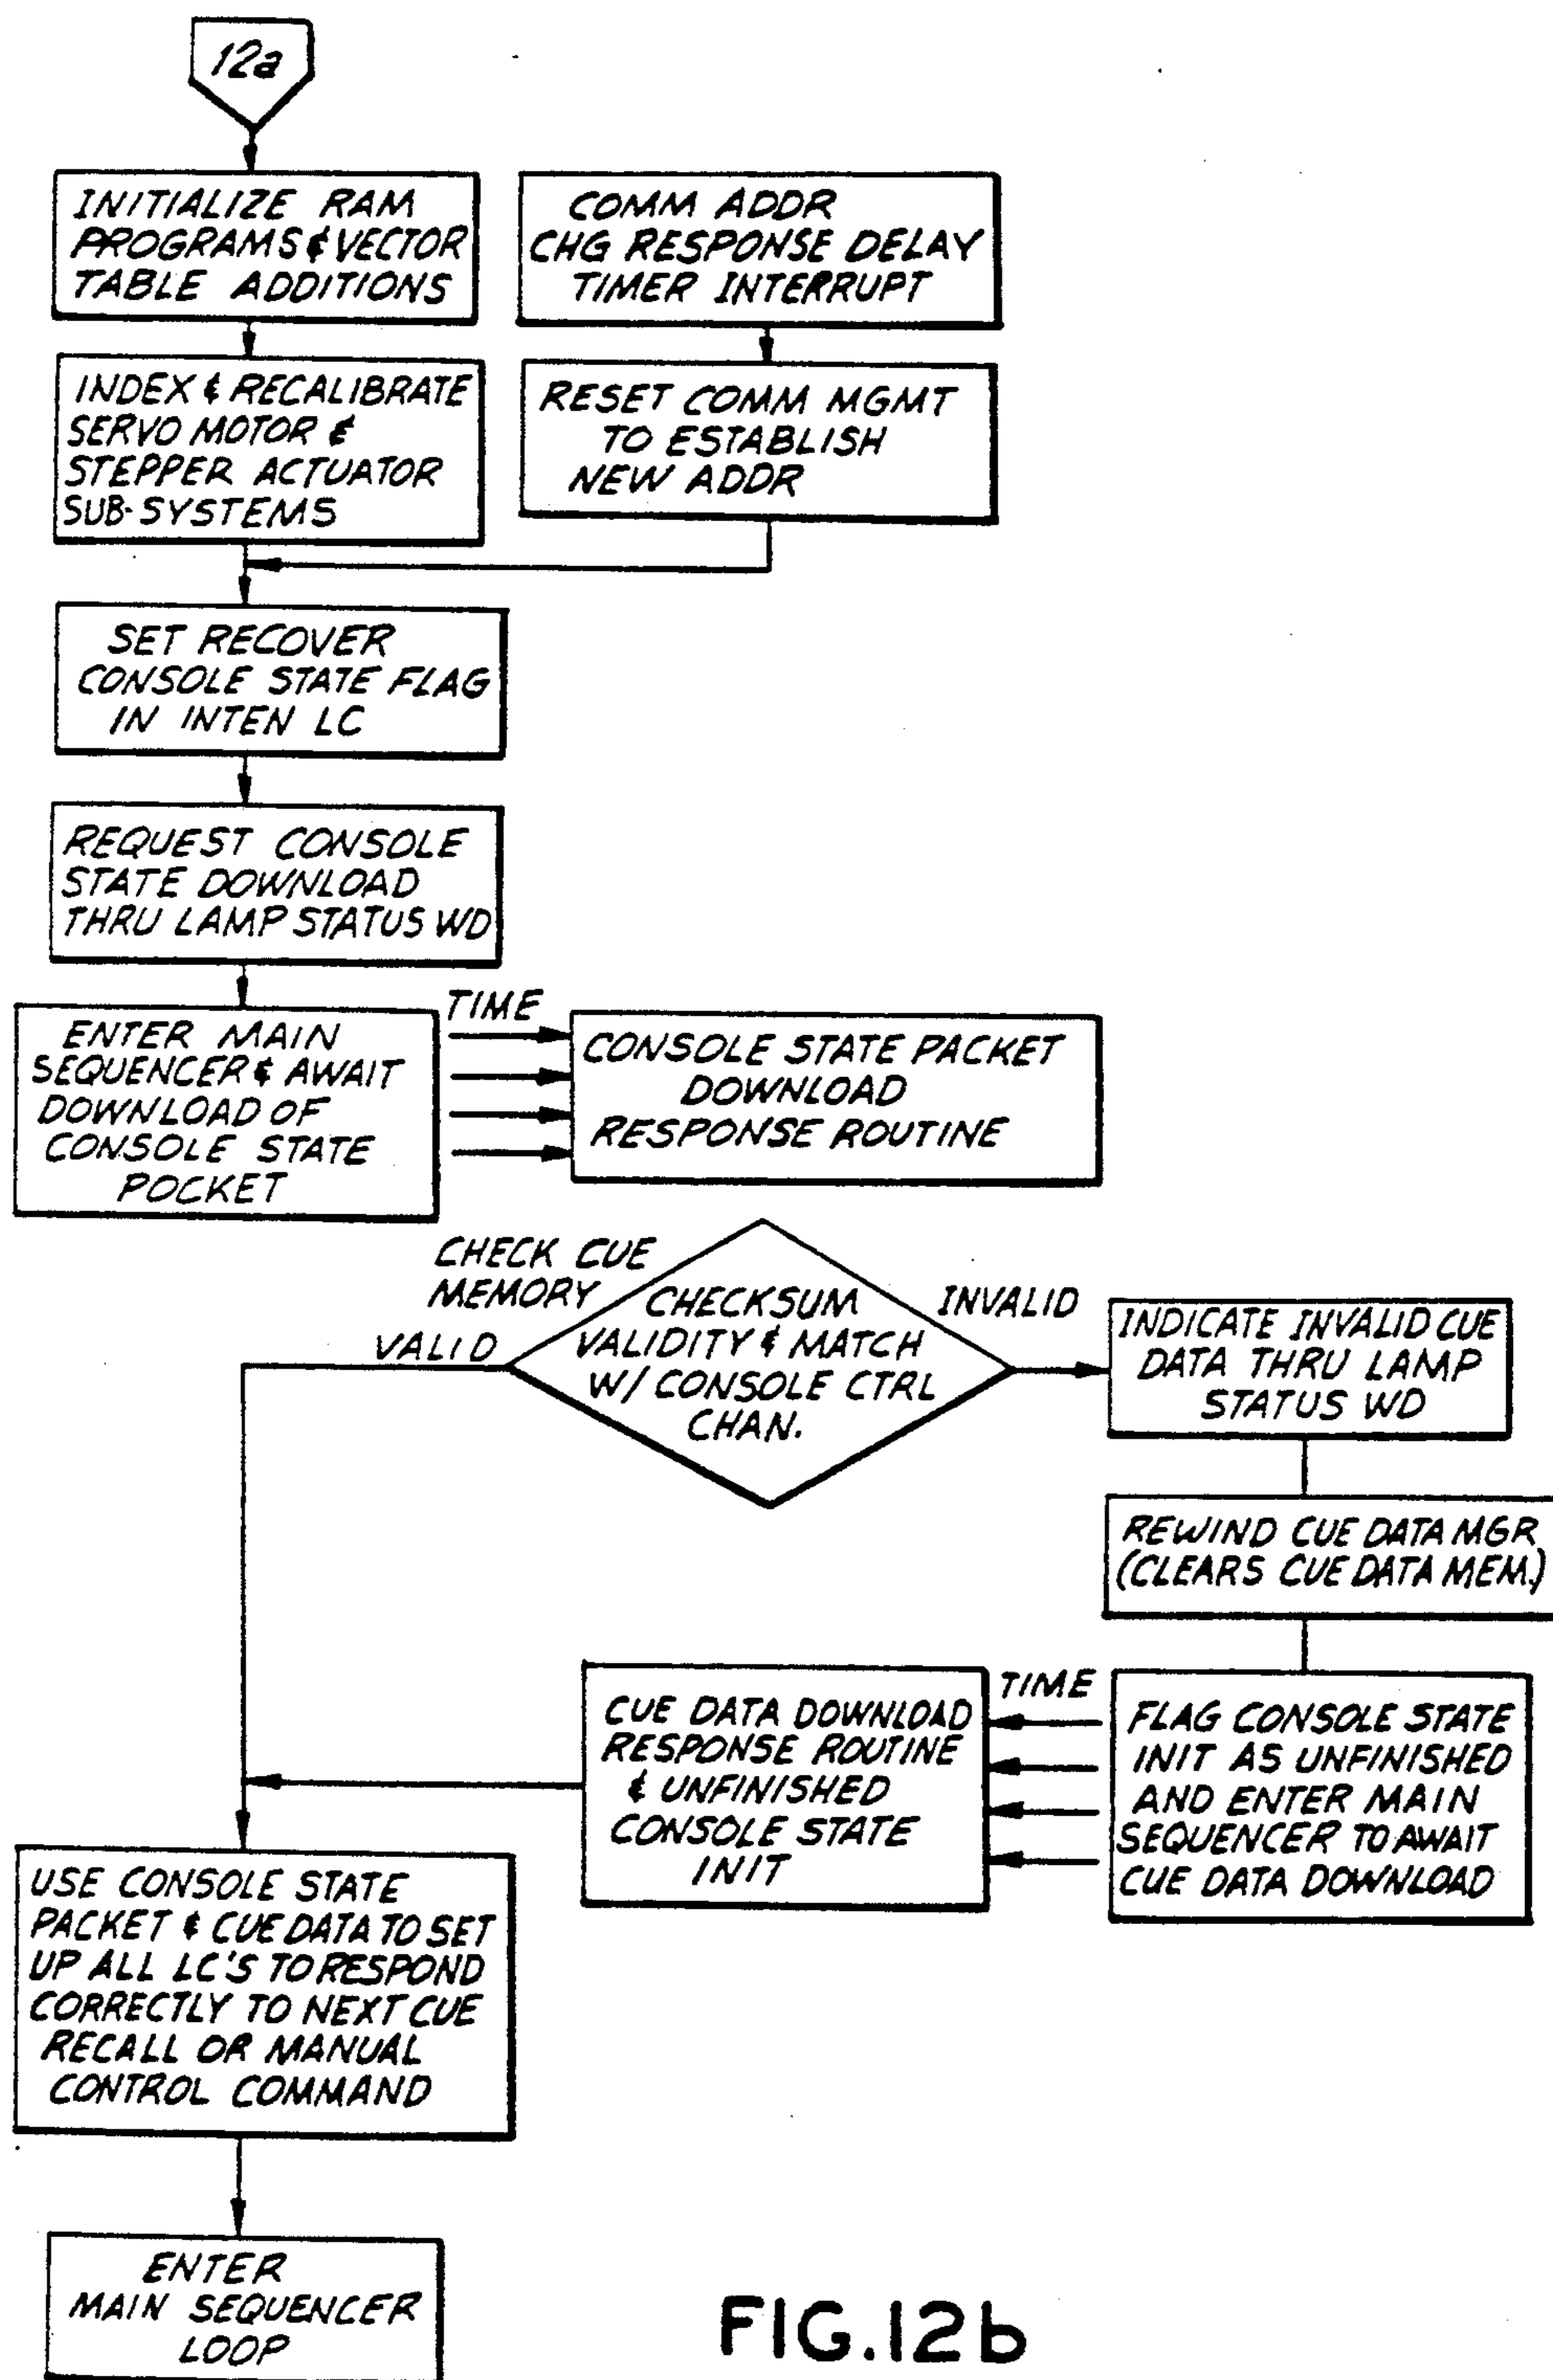 12a
INITIALIZE RAM
PROGRAMS & VECTOR
TABLE ADDITIONS
COMM ADDR
CHG RESPONSE DELAY
TIMER INTERRUPT
INDEX & RECALIBRATE
SERVO MOTOR &
STEPPER ACTUATOR
SUB-SYSTEMS
RESET COMM MGMT
TO ESTABLISH
NEW ADDR
SET RECOVER
CONSOLE STATE FLAG
IN INTEN LC
REQUEST CONSOLE
STATE DOWNLOAD
THRU LAMP STATUS WD
ENTER MAIN
SEQUENCER & AWAIT
DOWNLOAD OF
CONSOLE STATE
POCKET
TIME
CONSOLE STATE PACKET
DOWNLOAD
RESPONSE ROUTINE
CHECK CUE
MEMORY
VALID
CHECKSUM
VALIDITY & MATCH
W/ CONSOLE CTRL
CHAN.
INVALID
INDICATE INVALID CUE
DATA THRU LAMP
STATUS WD
REWIND CUE DATA MGR
(CLEARS CUE DATA MEM.)
FLAG CONSOLE STATE
INIT AS UNFINISHED
AND ENTER MAIN
SEQUENCER TO AWAIT
CUE DATA DOWNLOAD
TIME
CUE DATA DOWNLOAD
RESPONSE ROUTINE
& UNFINISHED
CONSOLE STATE
INIT
USE CONSOLE STATE
PACKET & CUE DATA TO SET
UP ALL LC'S TO RESPOND
CORRECTLY TO NEXT CUE
RECALL OR MANUAL
CONTROL COMMAND
ENTER
MAIN SEQUENCER
LOOP
FIG.12b